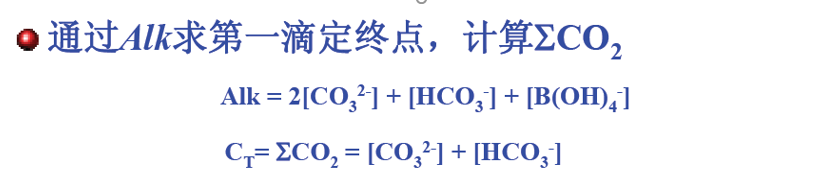 通过Alk求第一滴定终点，计算ΣCO₂
Alk = 2[CO₃²⁻] + [HCO₃⁻] + [B(OH)₄⁻]
C_T= ΣCO₂ = [CO₃²⁻] + [HCO₃⁻]